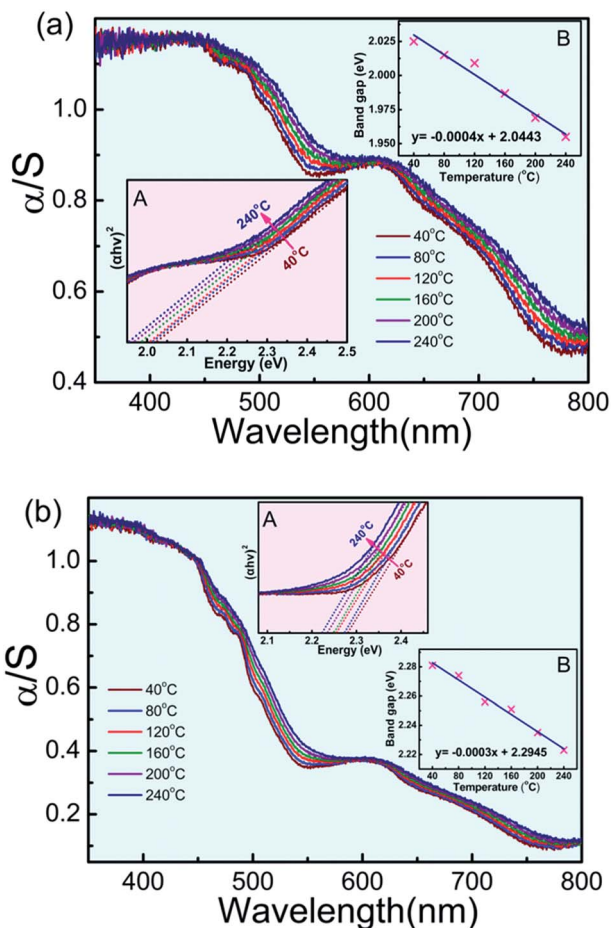 (a)
α/S
1.0
0.8
0.6
0.4
400 500 600 700 800
Wavelength(nm)
B
Band gap (eV)
2.025
2.000
1.975
1.950
y= -0.0004x + 2.0443
40 80 120 160 200 240
Temperature (°C)
A
(αhv)²
240°C
40°C
2.0 2.1 2.2 2.3 2.4 2.5
Energy (eV)
40°C
80°C
120°C
160°C
200°C
240°C
(b)
α/S
1.0
0.8
0.6
0.4
0.2
400 500 600 700 800
Wavelength(nm)
A
(αhv)²
240°C
40°C
2.1 2.2 2.3 2.4
Energy (eV)
B
Band gap (eV)
2.28
2.26
2.24
2.22
y= -0.0003x + 2.2945
40 80 120 160 200 240
Temperature (°C)
40°C
80°C
120°C
160°C
200°C
240°C